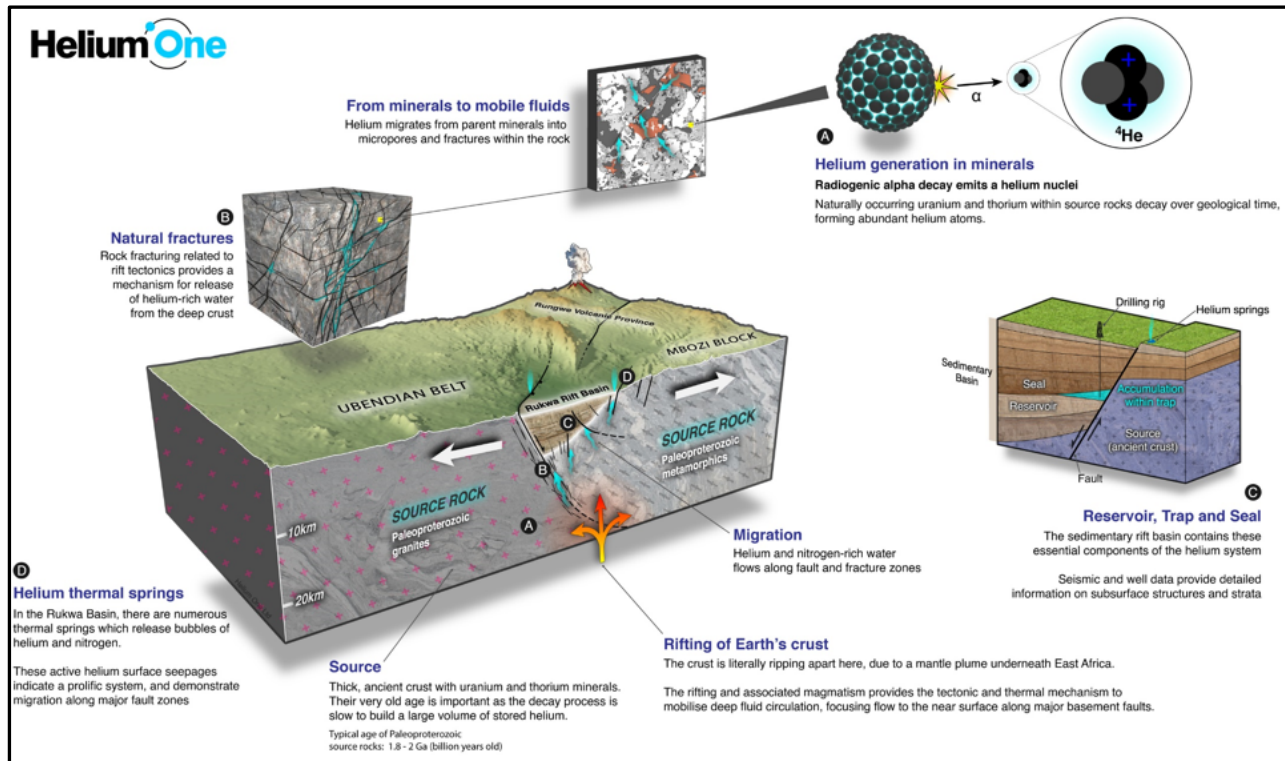 Helium One
From minerals to mobile fluids
Helium migrates from parent minerals into
micropores and fractures within the rock
α
⁴He
A
Helium generation in minerals
Radiogenic alpha decay emits a helium nuclei
Naturally occurring uranium and thorium within source rocks decay over geological time,
forming abundant helium atoms.
B
Natural fractures
Rock fracturing related to
rift tectonics provides a
mechanism for release
of helium-rich water
from the deep crust
Rungwe Volcanic Province
MBOZI BLOCK
UBENDIAN BELT
Rukwa Rift Basin
D
C
B
A
SOURCE ROCK
Paleoproterozoic
metamorphics
SOURCE ROCK
Paleoproterozoic
granites
10km
20km
Drilling rig
Helium springs
Sedimentary
Basin
Seal
Reservoir
Accumulation
within trap
Source
(ancient crust)
Fault
C
Reservoir, Trap and Seal
The sedimentary rift basin contains these
essential components of the helium system
Seismic and well data provide detailed
information on subsurface structures and strata
Migration
Helium and nitrogen-rich water
flows along fault and fracture zones
D
Helium thermal springs
In the Rukwa Basin, there are numerous
thermal springs which release bubbles of
helium and nitrogen.
These active helium surface seepages
indicate a prolific system, and demonstrate
migration along major fault zones
Source
Thick, ancient crust with uranium and thorium minerals.
Their very old age is important as the decay process is
slow to build a large volume of stored helium.
Typical age of Paleoproterozoic
source rocks: 1.8 - 2 Ga (billion years old)
Rifting of Earth's crust
The crust is literally ripping apart here, due to a mantle plume underneath East Africa.
The rifting and associated magmatism provides the tectonic and thermal mechanism to
mobilise deep fluid circulation, focusing flow to the near surface along major basement faults.